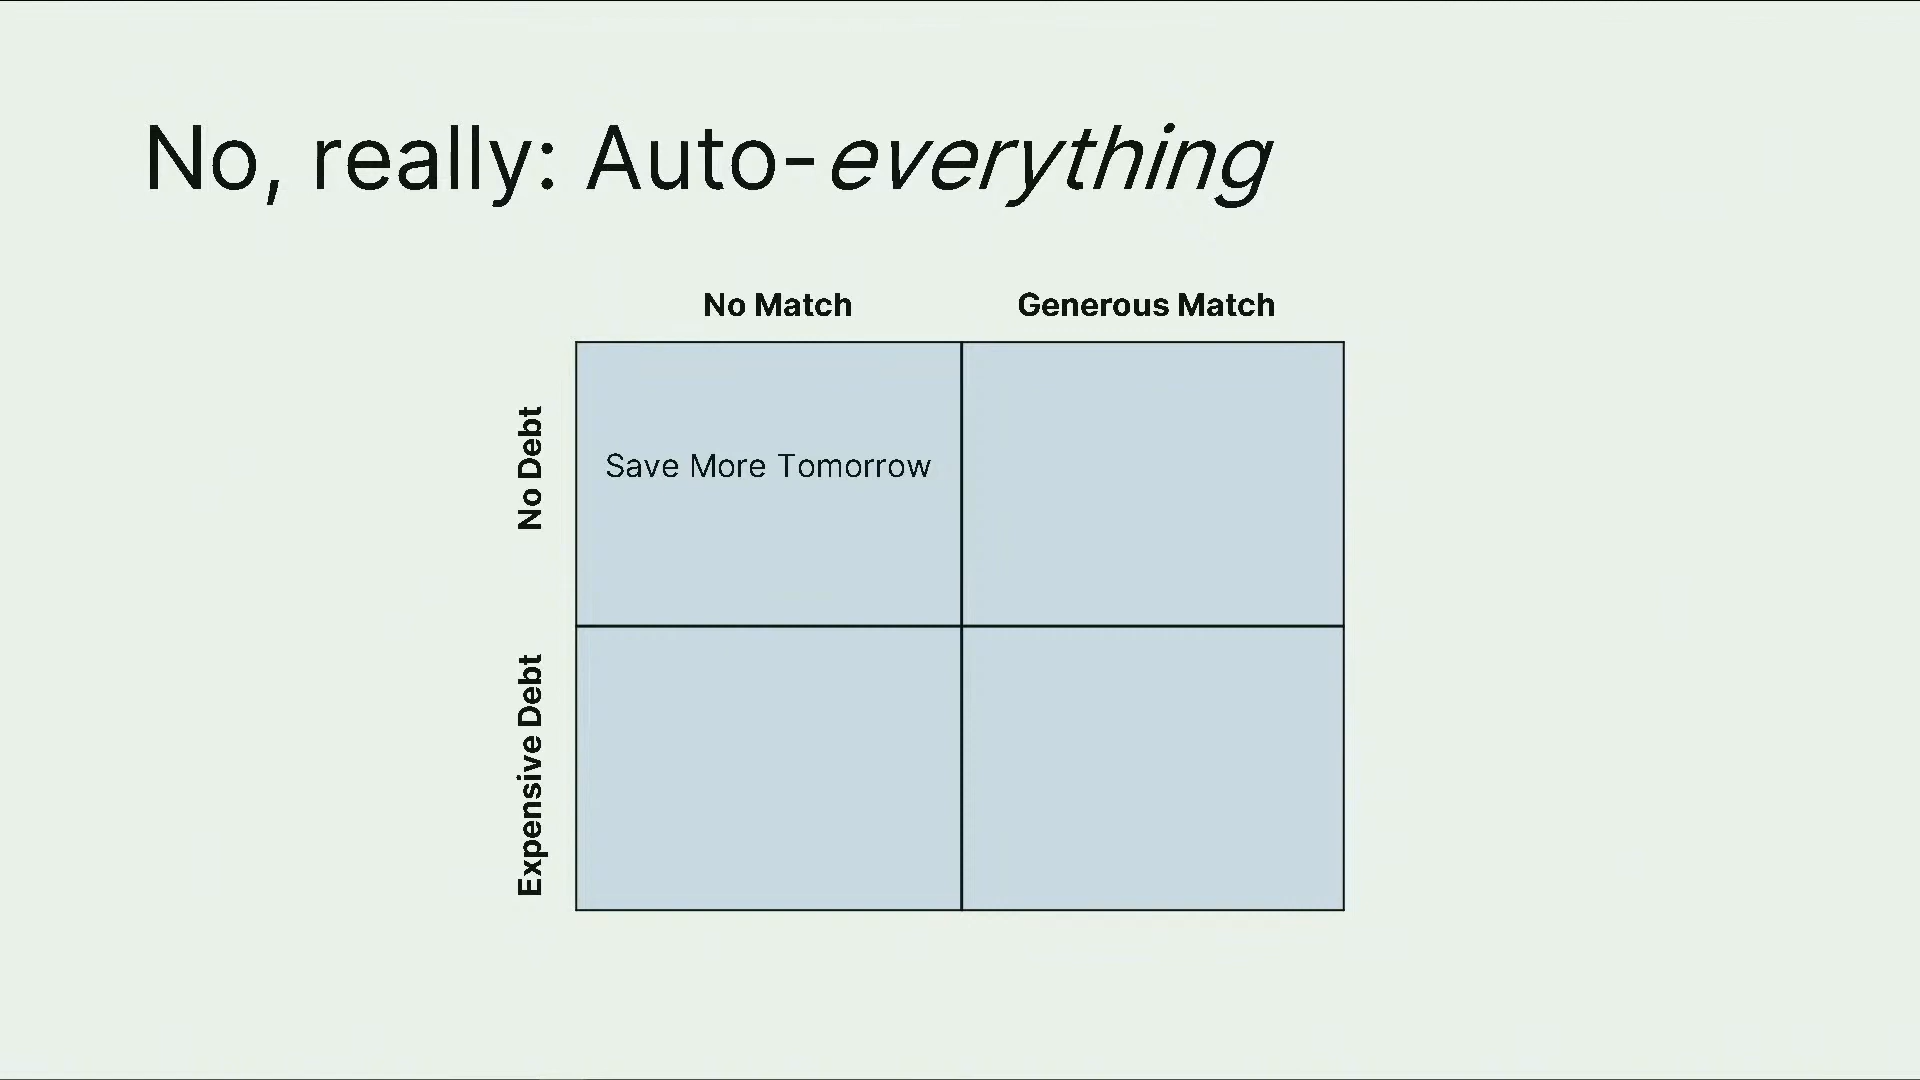 No, really: Auto-everything
No Match
Generous Match
No Debt
Save More Tomorrow
Expensive Debt